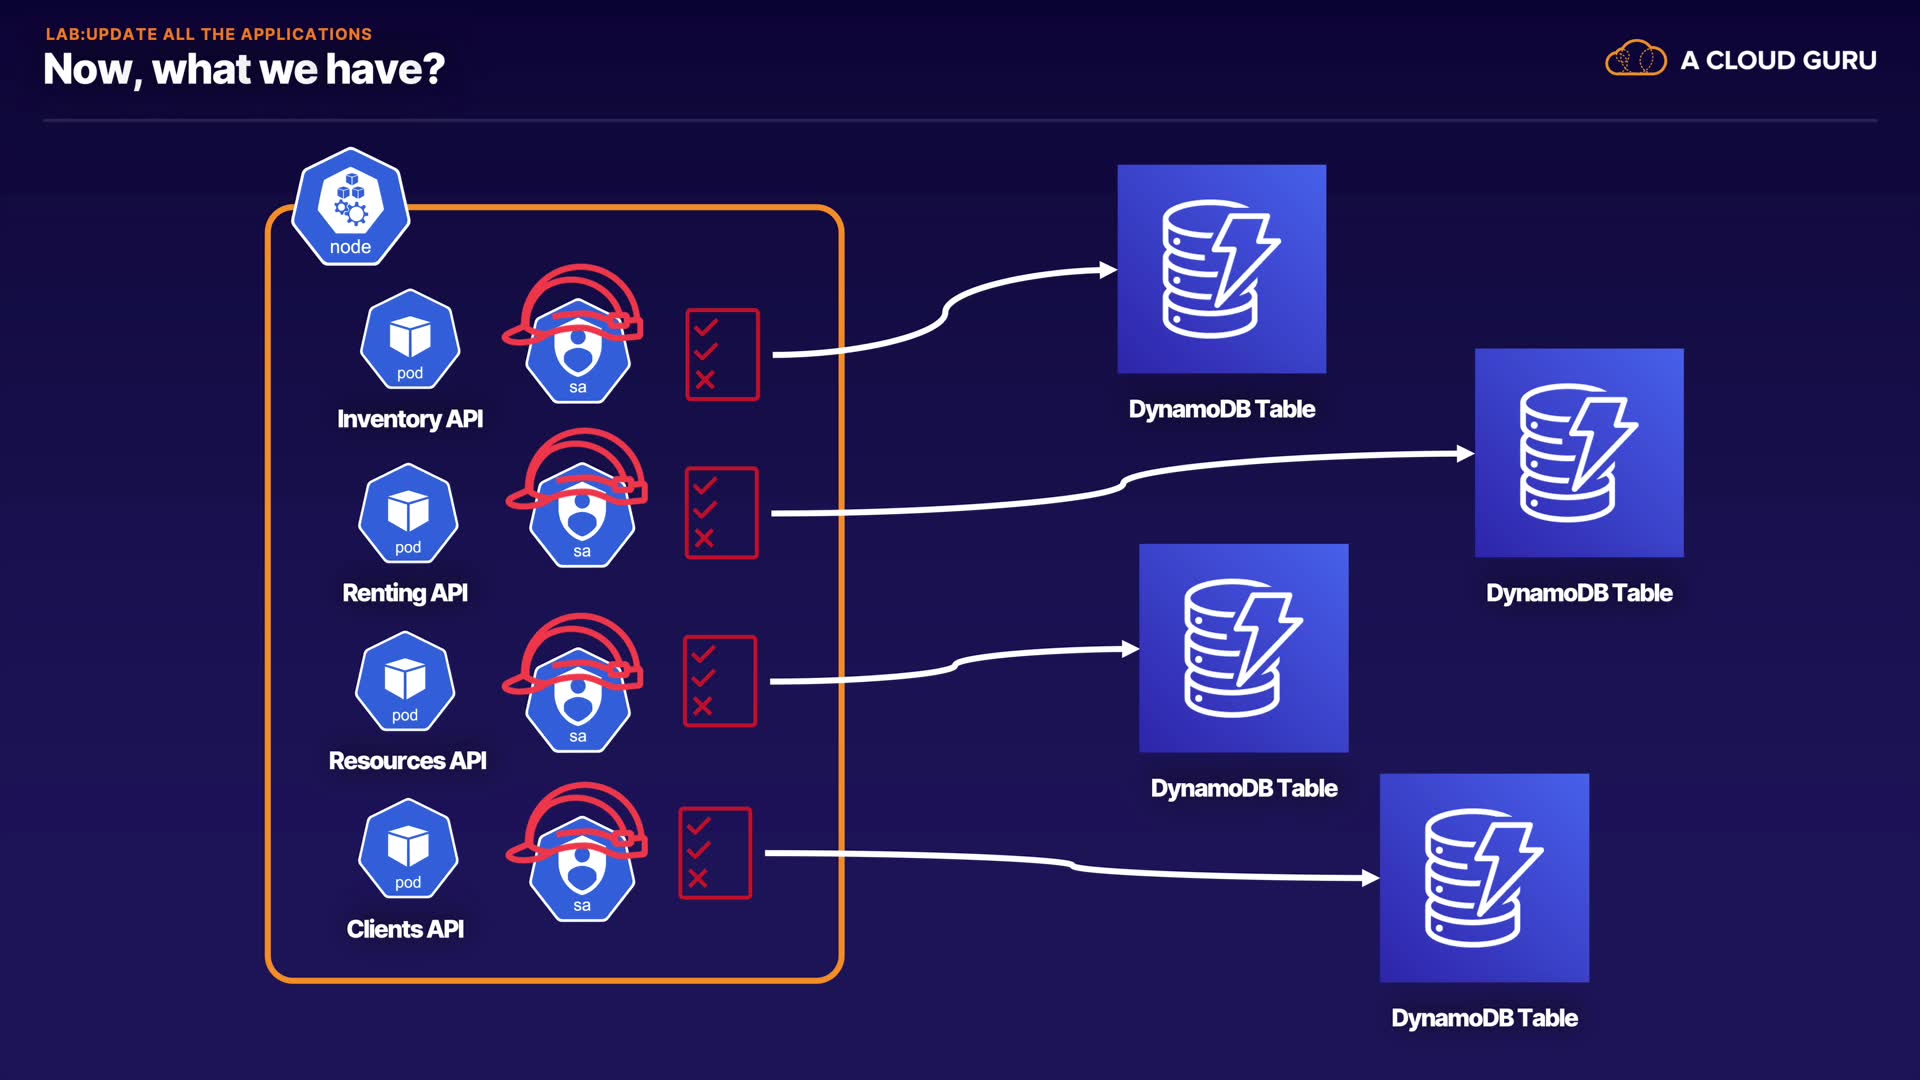 LAB:UPDATE ALL THE APPLICATIONS
Now, what we have?
A CLOUD GURU
node
pod
sa
Inventory API
DynamoDB Table
pod
sa
Renting API
DynamoDB Table
pod
sa
Resources API
DynamoDB Table
pod
sa
Clients API
DynamoDB Table